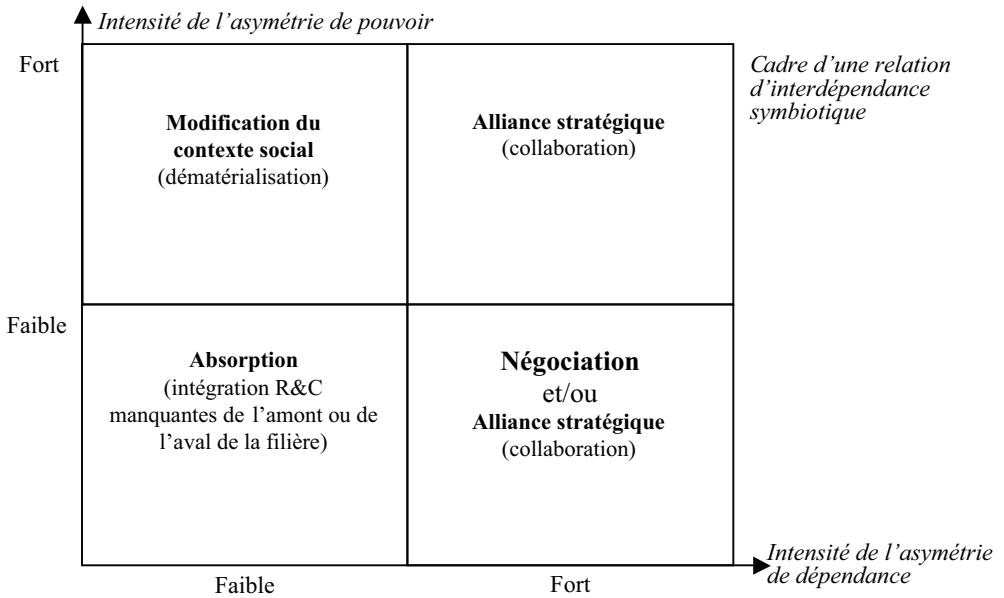 Intensité de l’asymétrie de pouvoir
Fort
Cadre d’une relation
d’interdépendance
symbiotique
Modification du
contexte social
(dématérialisation)
Alliance stratégique
(collaboration)
Faible
Absorption
(intégration R&C
manquantes de l’amont ou de
l’aval de la filière)
Négociation
et/ou
Alliance stratégique
(collaboration)
Intensité de l’asymétrie
de dépendance
Faible
Fort